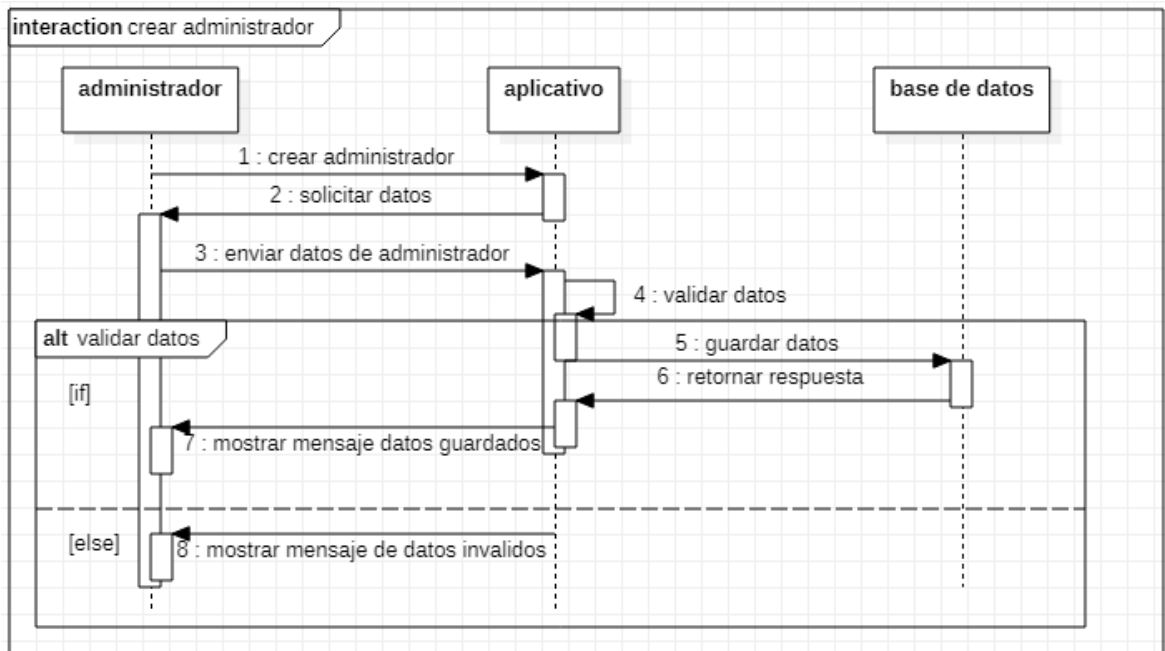 interaction crear administrador
administrador
aplicativo
base de datos
1 : crear administrador
2 : solicitar datos
3 : enviar datos de administrador
4 : validar datos
alt validar datos
5 : guardar datos
6 : retornar respuesta
[if]
7 : mostrar mensaje datos guardados
[else]
8 : mostrar mensaje de datos invalidos